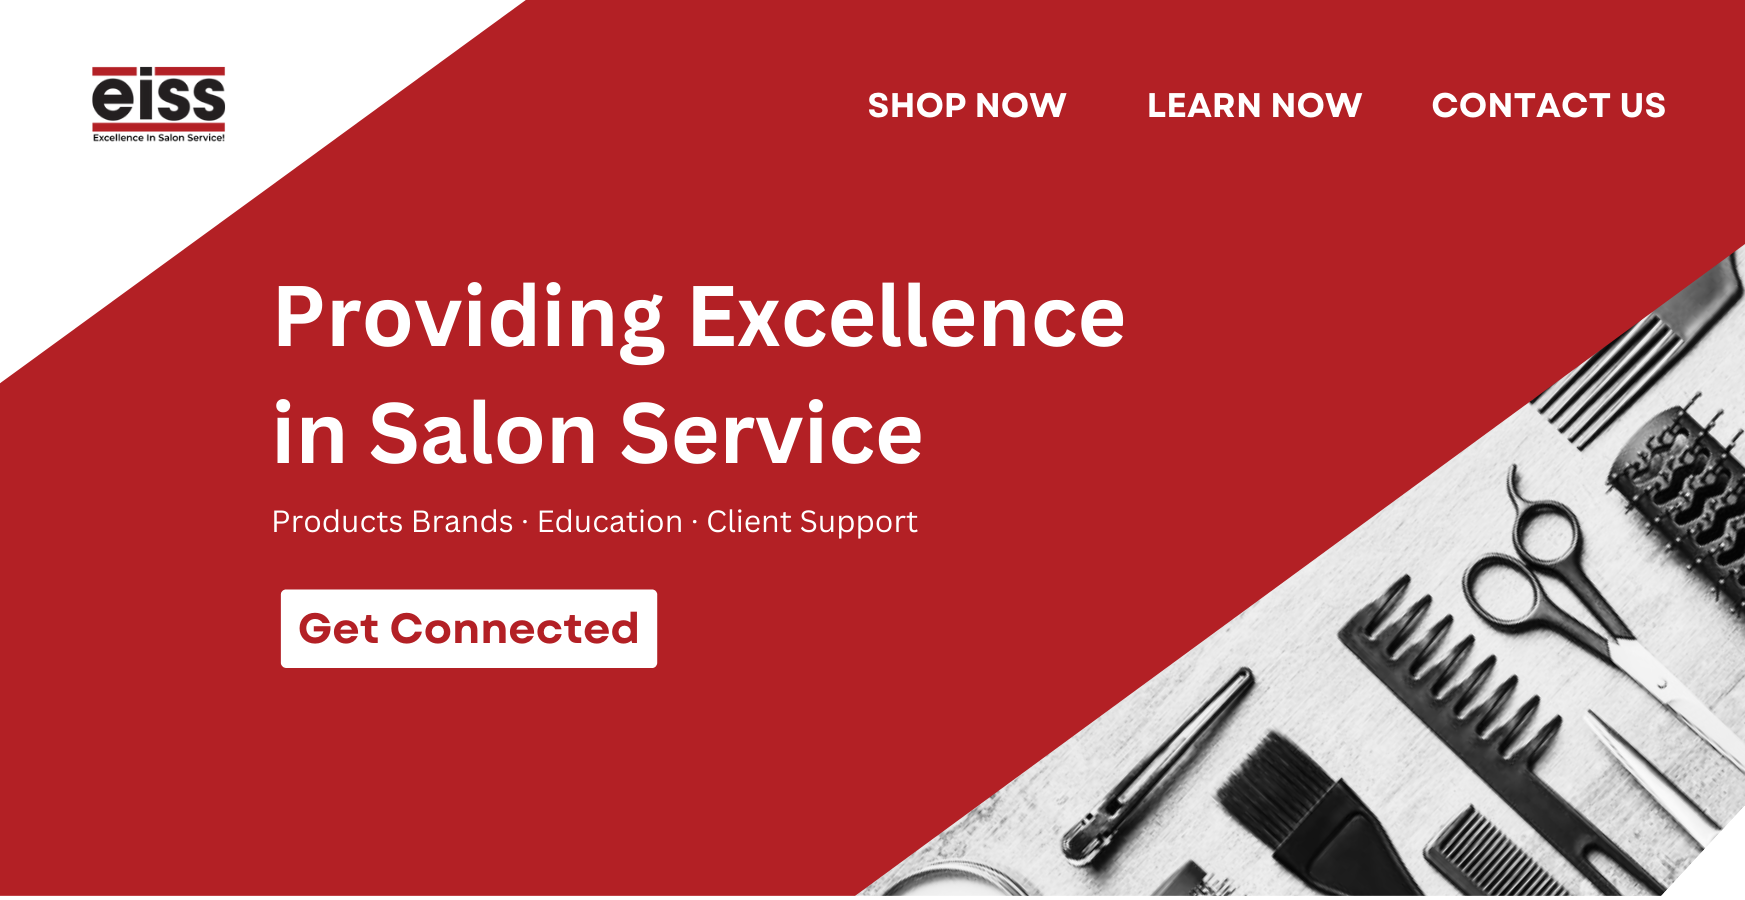 eiss
Excellence In Salon Service!
SHOP NOW
LEARN NOW
CONTACT US
Providing Excellence
in Salon Service
Products Brands · Education · Client Support
Get Connected